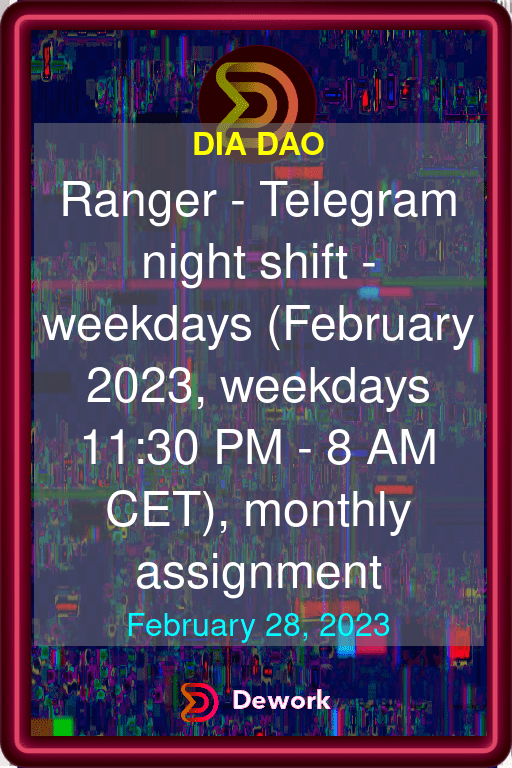 DIA DAO
Ranger - Telegram
night shift -
weekdays (February
2023, weekdays
11:30 PM - 8 AM
CET), monthly
assignment
February 28, 2023
Dework